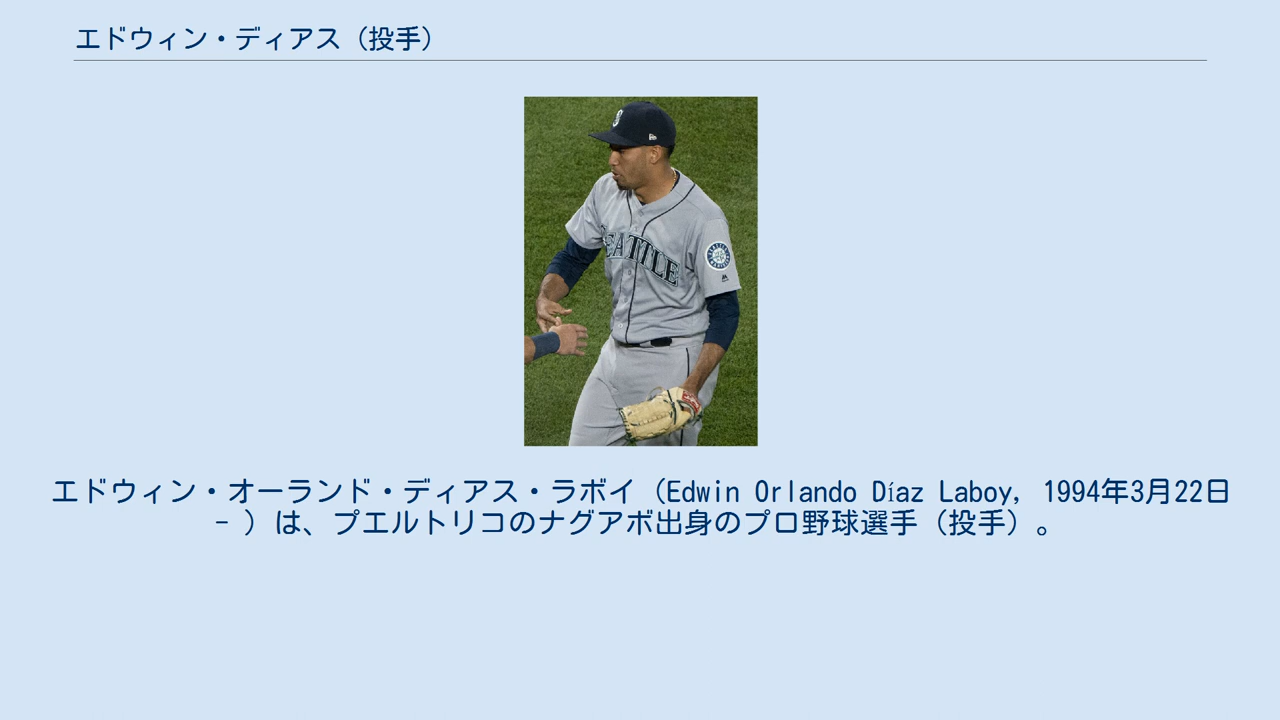 エドウィン・ディアス（投手）
SEATTLE
エドウィン・オーランド・ディアス・ラボイ（Edwin Orlando Díaz Laboy, 1994年3月22日
- ）は、プエルトリコのナグアボ出身のプロ野球選手（投手）。